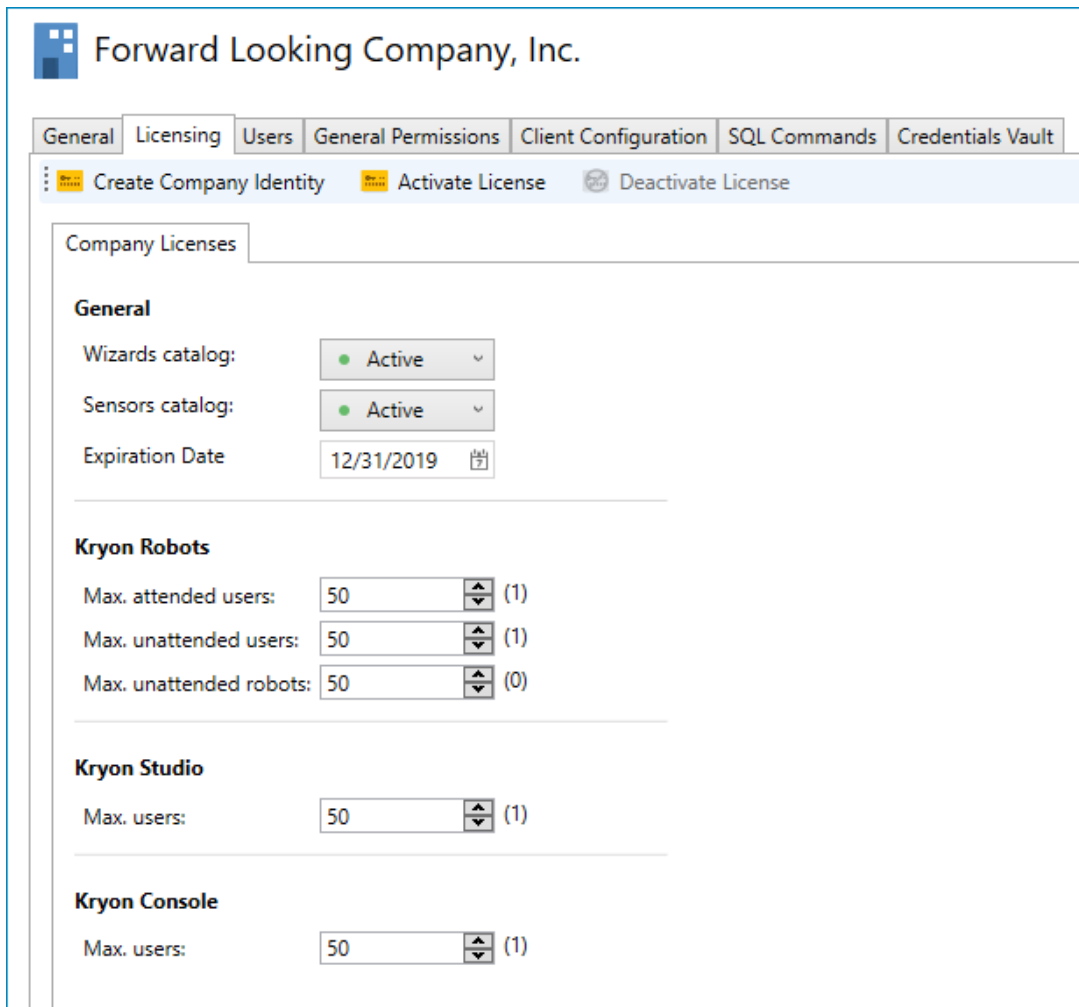 Forward Looking Company, Inc.
General Licensing Users General Permissions Client Configuration SQL Commands Credentials Vault
Create Company Identity Activate License Deactivate License
Company Licenses
General
Wizards catalog: Active
Sensors catalog: Active
Expiration Date 12/31/2019
Kryon Robots
Max. attended users: 50 (1)
Max. unattended users: 50 (1)
Max. unattended robots: 50 (0)
Kryon Studio
Max. users: 50 (1)
Kryon Console
Max. users: 50 (1)